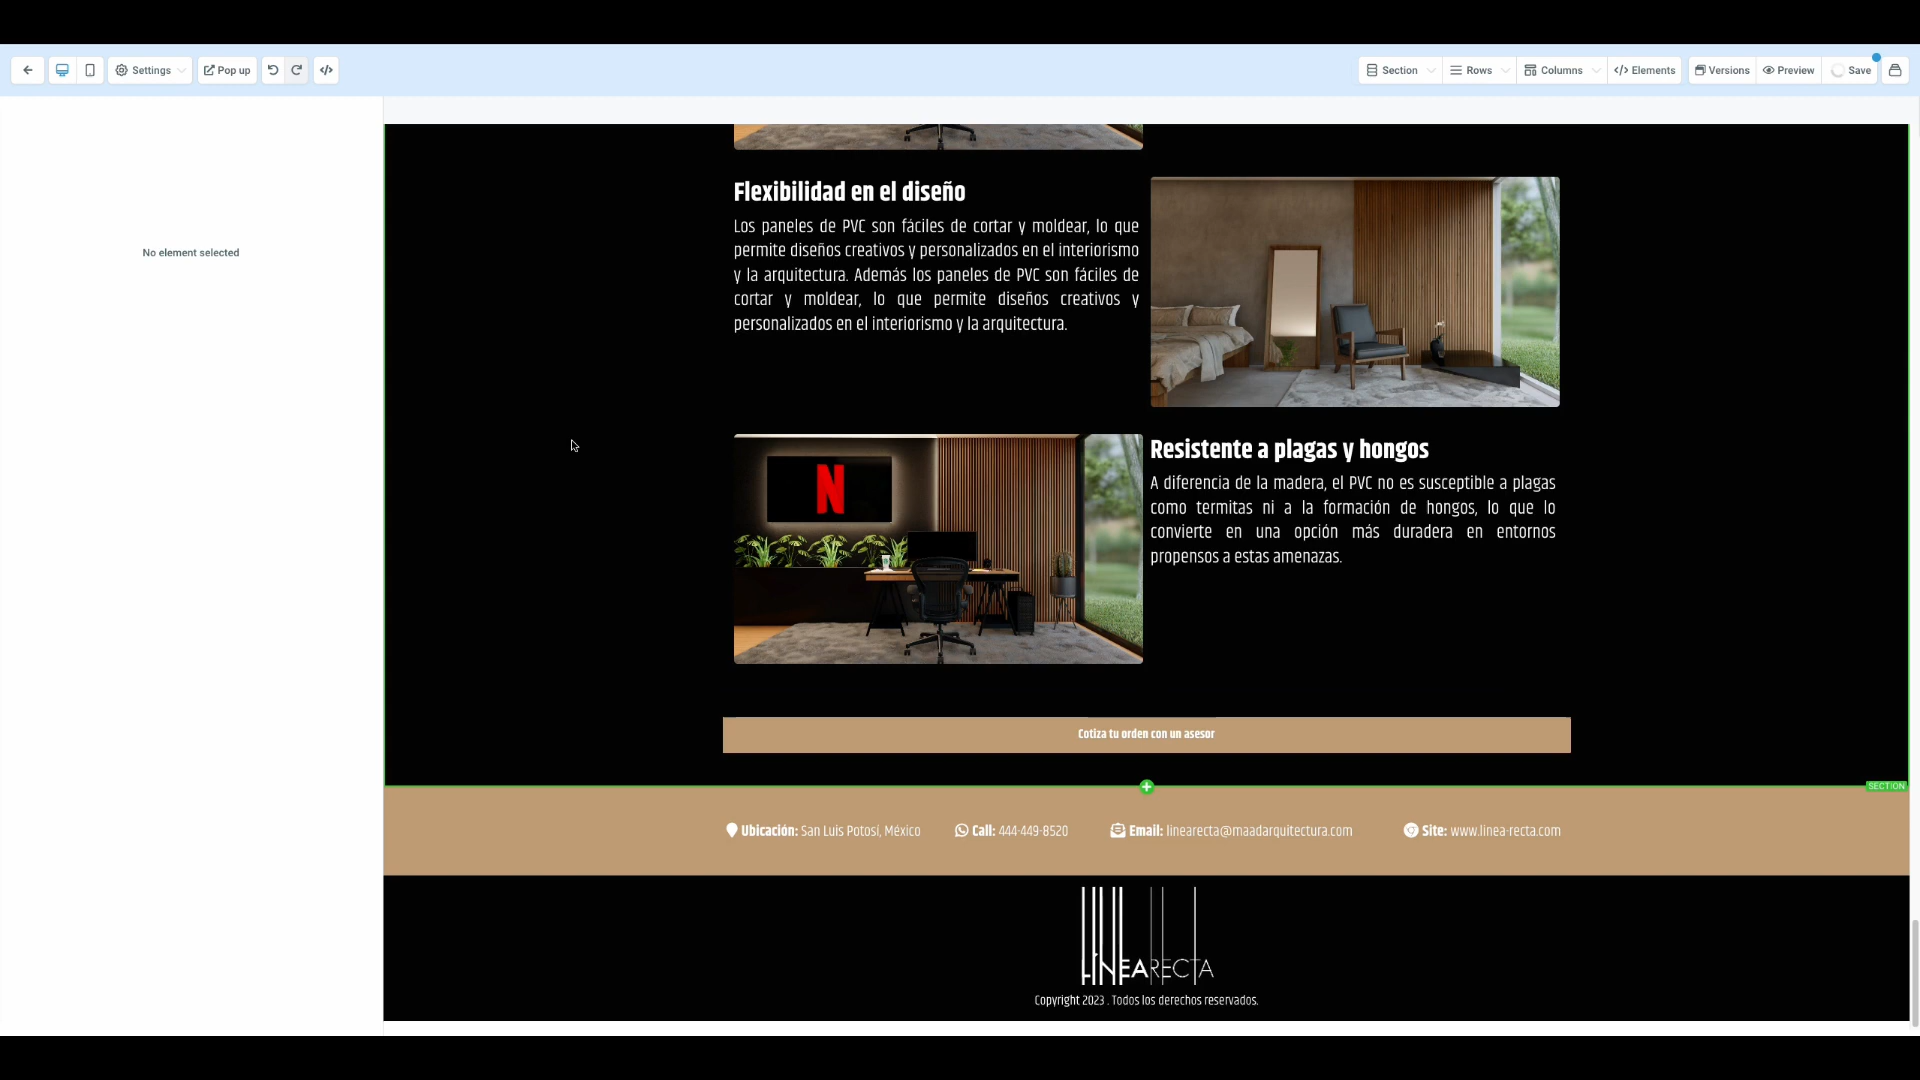 Settings
Pop up
Section
Rows
Columns
Elements
Versions
Preview
Save
No element selected
Flexibilidad en el diseño
Los paneles de PVC son fáciles de cortar y moldear, lo que
permite diseños creativos y personalizados en el interiorismo
y la arquitectura. Además los paneles de PVC son fáciles de
cortar y moldear, lo que permite diseños creativos y
personalizados en el interiorismo y la arquitectura.
N
Resistente a plagas y hongos
A diferencia de la madera, el PVC no es susceptible a plagas
como termitas ni a la formación de hongos, lo que lo
convierte en una opción más duradera en entornos
propensos a estas amenazas.
Cotiza tu orden con un asesor
SECTION
Ubicación: San Luis Potosí, México
Call: 444-449-8520
Email: linearecta@maadarquitectura.com
Site: www.linea-recta.com
LÍNEARECTA
Copyright 2023 . Todos los derechos reservados.